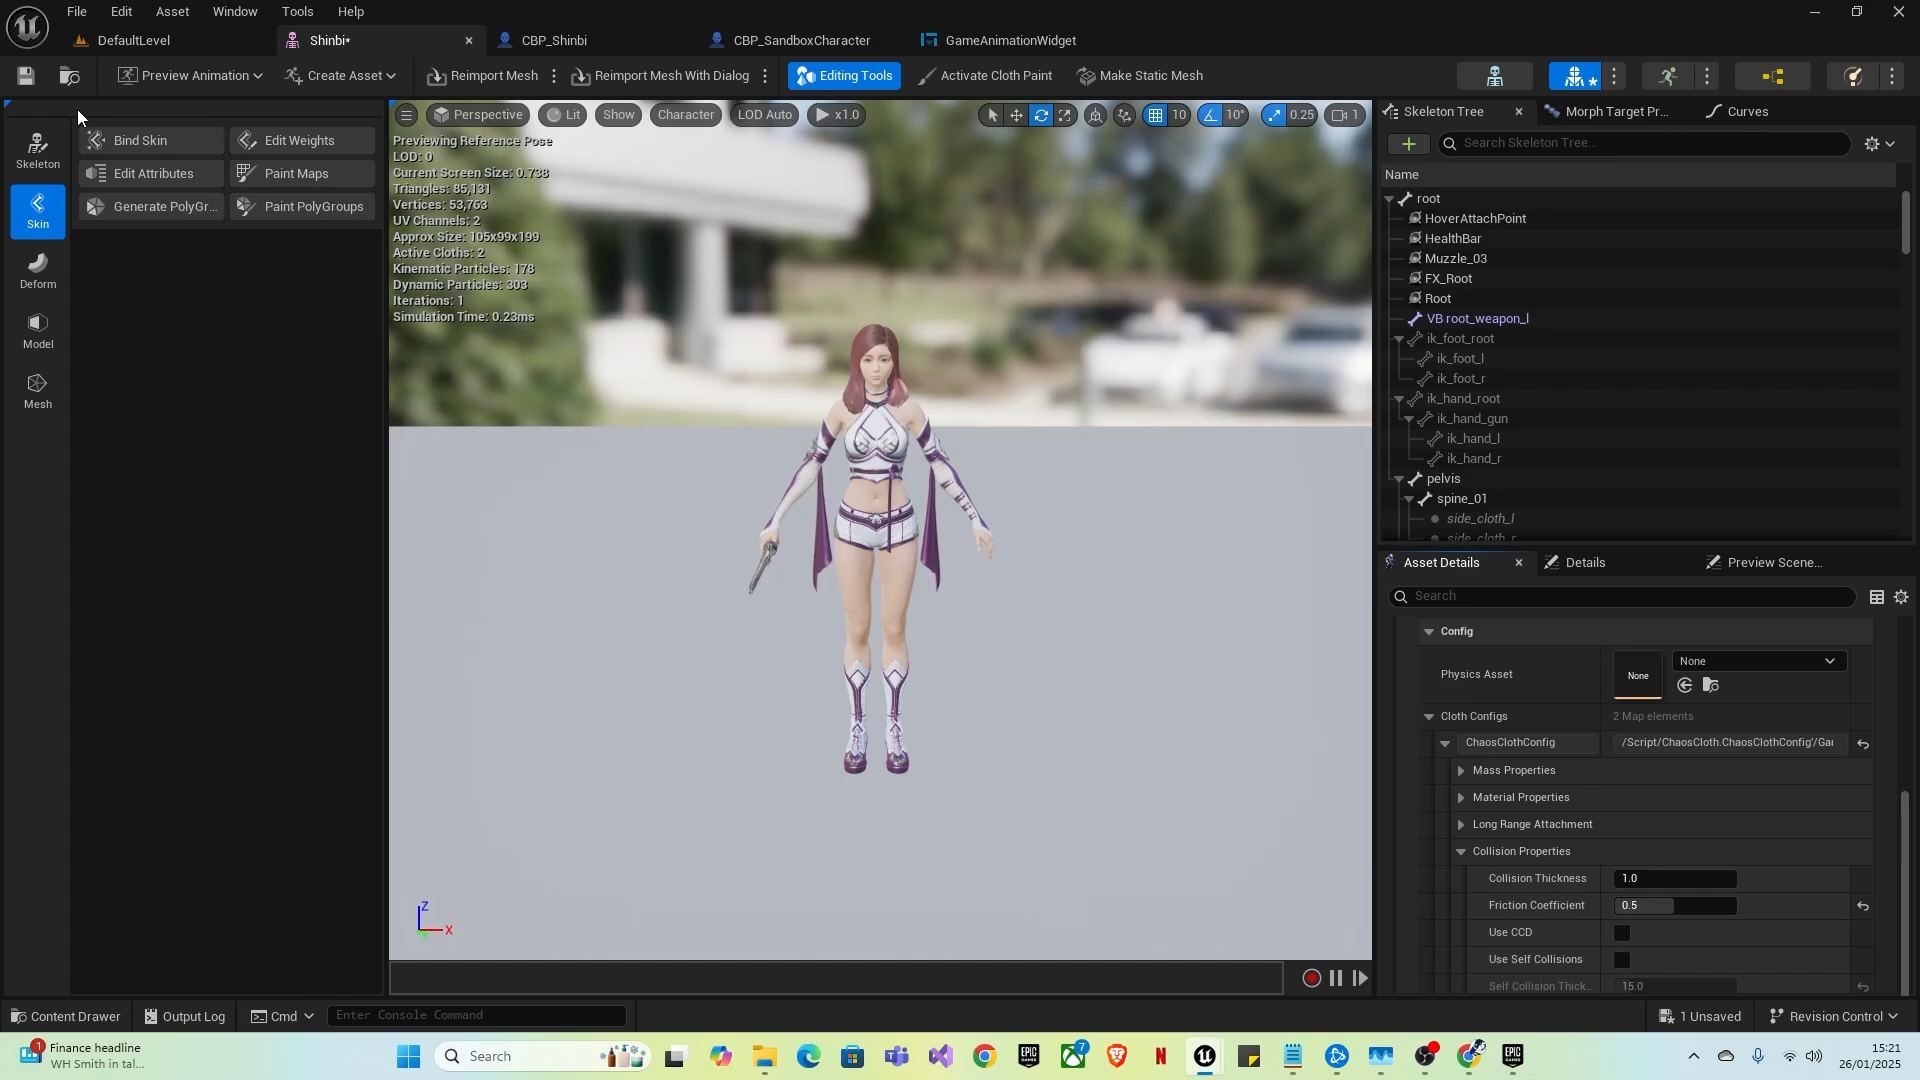 File Edit Asset Window Tools Help
DefaultLevel Shinbi* CBP_Shinbi CBP_SandboxCharacter GameAnimationWidget
Preview Animation Create Asset Reimport Mesh Reimport Mesh With Dialog Editing Tools Activate Cloth Paint Make Static Mesh
Skeleton
Skin
Deform
Model
Mesh
Bind Skin Edit Weights
Edit Attributes Paint Maps
Generate PolyGr... Paint PolyGroups
Perspective Lit Show Character LOD Auto x1.0 10 10° 0.25 1
Previewing Reference Pose
LOD: 0
Current Screen Size: 0.738
Triangles: 85,131
Vertices: 53,763
UV Channels: 2
Approx Size: 105x99x199
Active Cloths: 2
Kinematic Particles: 178
Dynamic Particles: 303
Iterations: 1
Simulation Time: 0.23ms
Z
X
Skeleton Tree Morph Target Pr... Curves
Search Skeleton Tree...
Name
root
HoverAttachPoint
HealthBar
Muzzle_03
FX_Root
Root
VB root_weapon_l
ik_foot_root
ik_foot_l
ik_foot_r
ik_hand_root
ik_hand_gun
ik_hand_l
ik_hand_r
pelvis
spine_01
side_cloth_l
side_cloth_r
Asset Details Details Preview Scene...
Search
Config
Physics Asset None None
Cloth Configs 2 Map elements
ChaosClothConfig /Script/ChaosCloth.ChaosClothConfig'/Gai
Mass Properties
Material Properties
Long Range Attachment
Collision Properties
Collision Thickness 1.0
Friction Coefficient 0.5
Use CCD
Use Self Collisions
Self Collision Thick... 15.0
Content Drawer Output Log Cmd Enter Console Command 1 Unsaved Revision Control
1 Finance headline
WH Smith in tal...
Search
7
15:21
26/01/2025